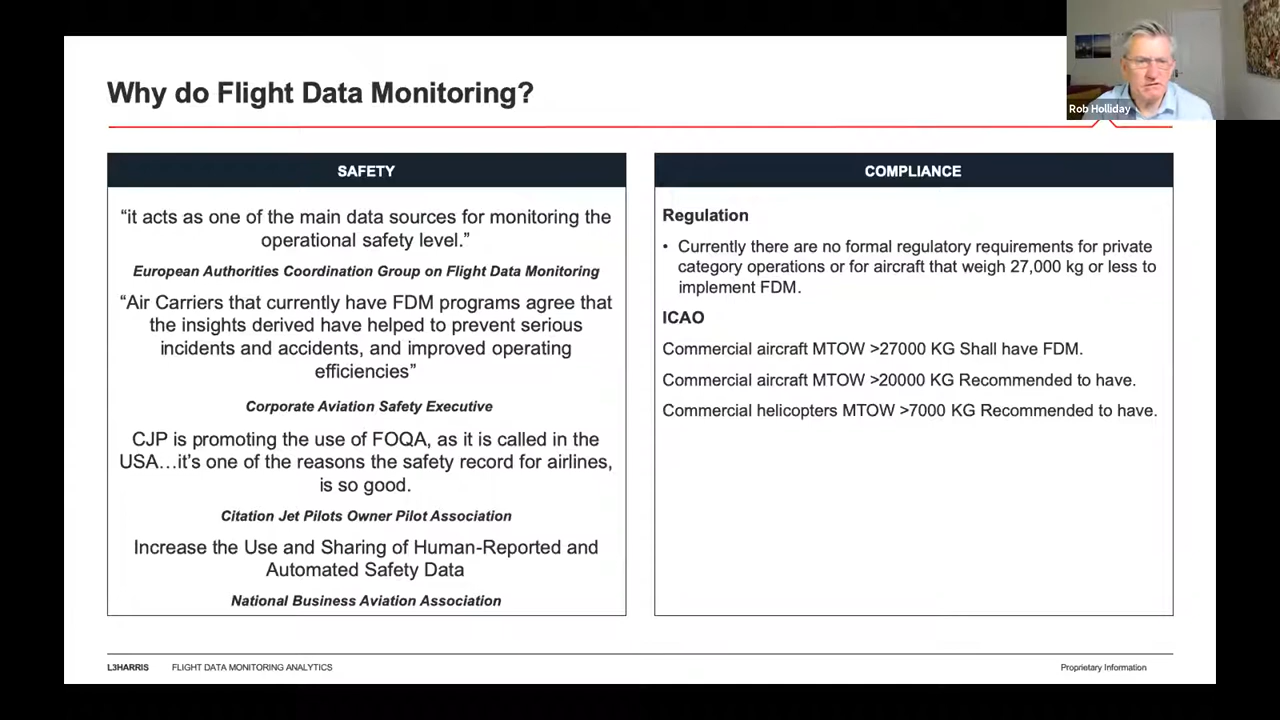 Why do Flight Data Monitoring?
Rob Holliday
SAFETY
“it acts as one of the main data sources for monitoring the
operational safety level.”
European Authorities Coordination Group on Flight Data Monitoring
“Air Carriers that currently have FDM programs agree that
the insights derived have helped to prevent serious
incidents and accidents, and improved operating
efficiencies”
Corporate Aviation Safety Executive
CJP is promoting the use of FOQA, as it is called in the
USA…it’s one of the reasons the safety record for airlines,
is so good.
Citation Jet Pilots Owner Pilot Association
Increase the Use and Sharing of Human-Reported and
Automated Safety Data
National Business Aviation Association
COMPLIANCE
Regulation
• Currently there are no formal regulatory requirements for private
category operations or for aircraft that weigh 27,000 kg or less to
implement FDM.
ICAO
Commercial aircraft MTOW >27000 KG Shall have FDM.
Commercial aircraft MTOW >20000 KG Recommended to have.
Commercial helicopters MTOW >7000 KG Recommended to have.
L3HARRIS FLIGHT DATA MONITORING ANALYTICS
Proprietary Information